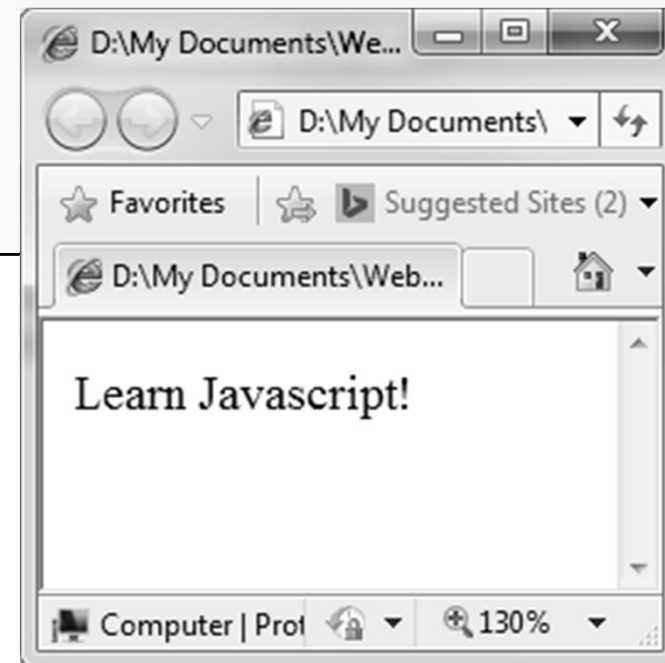 D:\My Documents\We...
D:\My Documents\
Favorites Suggested Sites (2)
D:\My Documents\Web...
Learn Javascript!
Computer | Prot 130%